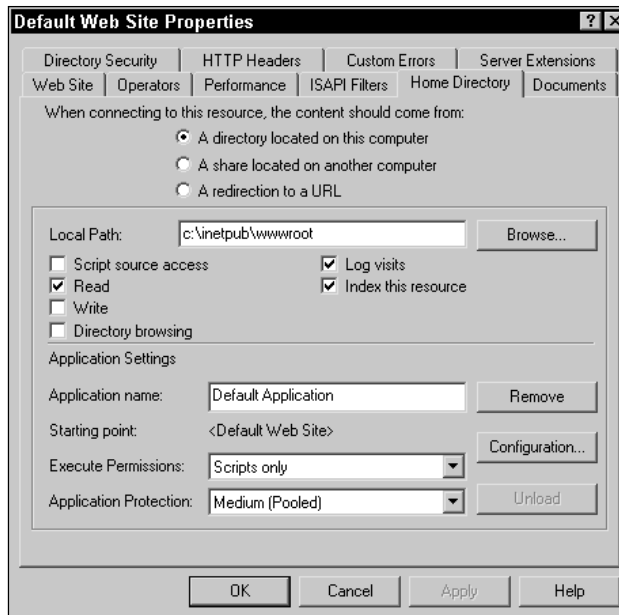 Default Web Site Properties
Directory Security HTTP Headers Custom Errors Server Extensions
Web Site Operators Performance ISAPI Filters Home Directory Documents
When connecting to this resource, the content should come from:
A directory located on this computer
A share located on another computer
A redirection to a URL
Local Path: c:\inetpub\wwwroot Browse...
Script source access Log visits
Read Index this resource
Write
Directory browsing
Application Settings
Application name: Default Application Remove
Starting point: <Default Web Site>
Configuration...
Execute Permissions: Scripts only
Application Protection: Medium (Pooled) Unload
OK Cancel Apply Help